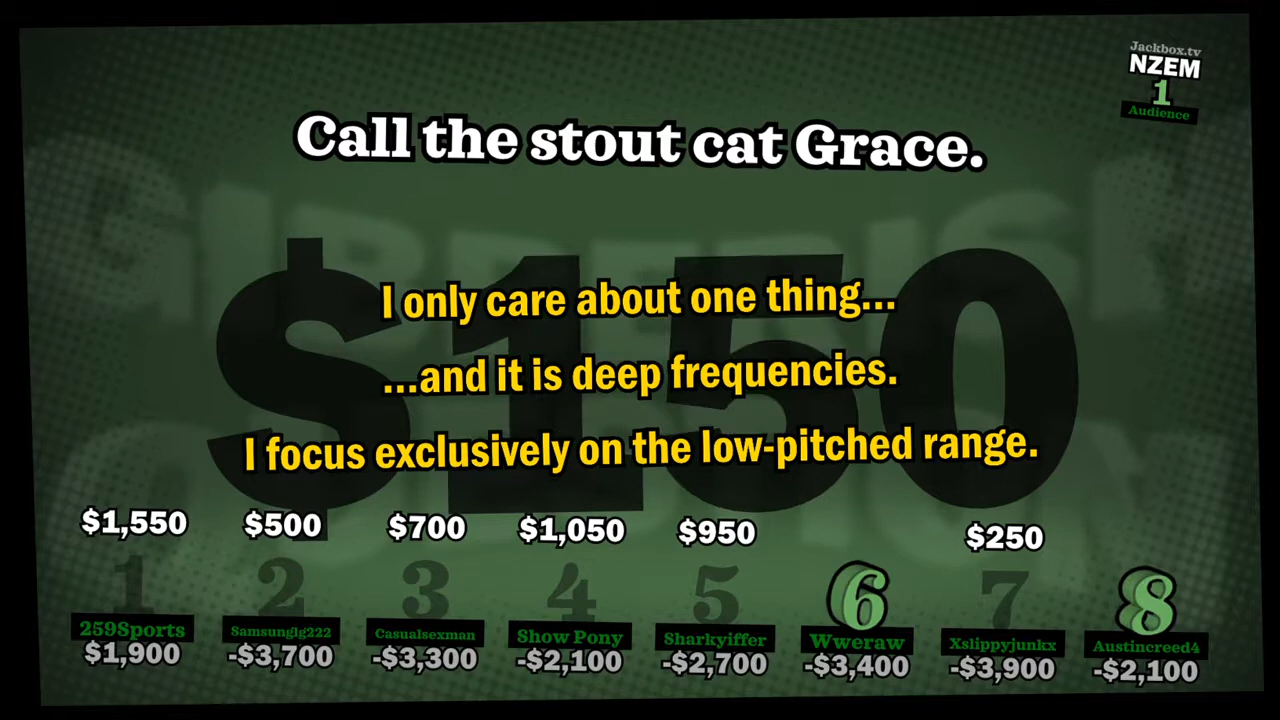 Jackbox.tv
NZEM
1
Audience
Call the stout cat Grace.
GIBBERISH
$150
I only care about one thing...
...and it is deep frequencies.
I focus exclusively on the low-pitched range.
$1,550 $500 $700 $1,050 $950 $250
1 2 3 4 5 6 7 8
259Sports Samsunglg222 Casualsexman Show Pony Sharkyiffer Wweraw Xslippyjunkx Austincreed4
$1,900 -$3,700 -$3,300 -$2,100 -$2,700 -$3,400 -$3,900 -$2,100